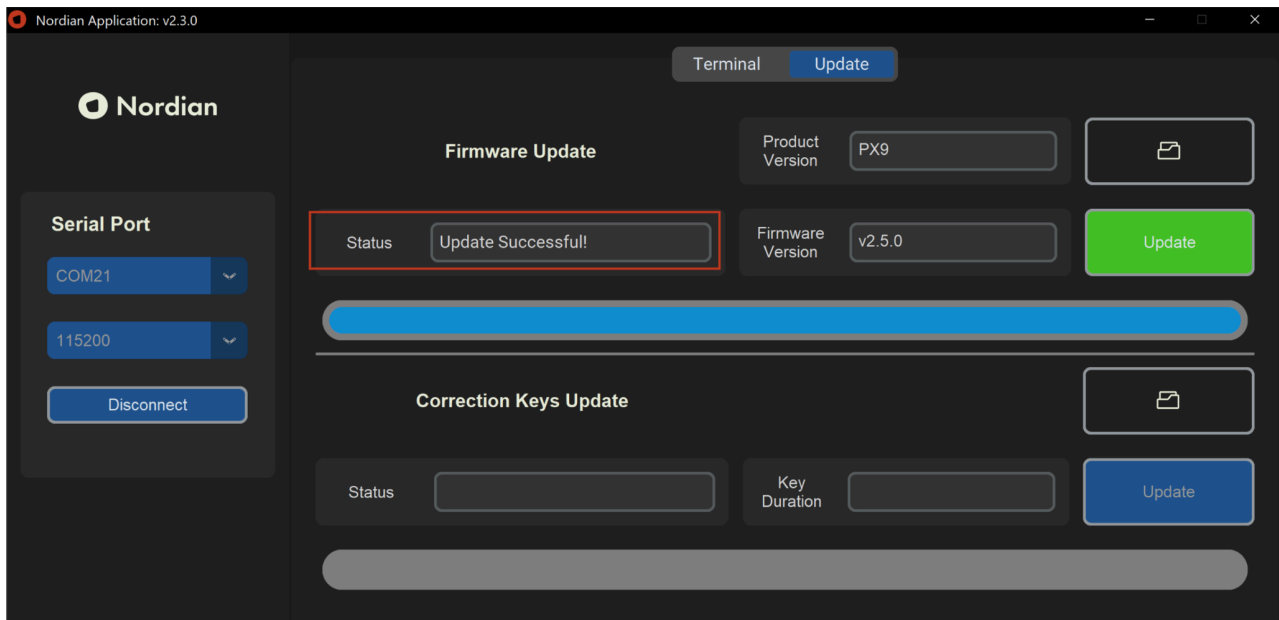 Nordian Application: v2.3.0
Terminal
Update
Nordian
Firmware Update
Product
Version
PX9
Serial Port
Status
Update Successful!
Firmware
Version
v2.5.0
Update
COM21
115200
Disconnect
Correction Keys Update
Status
Key
Duration
Update